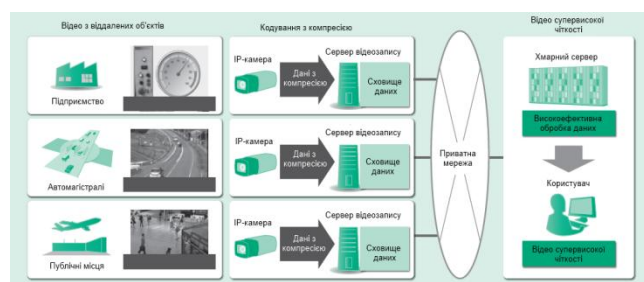 Відео з віддалених об'єктів
Підприємство
Автомагістралі
Публічні місця
Кодування з компресією
IP-камера
Дані з
компресією
Сервер відеозапису
Сховище
даних
IP-камера
Дані з
компресією
Сервер відеозапису
Сховище
даних
IP-камера
Дані з
компресією
Сервер відеозапису
Сховище
даних
Приватна
мережа
Відео супервисокої
чіткості
Хмарний сервер
Високоефективна
обробка даних
Користувач
Відео супервисокої
чіткості